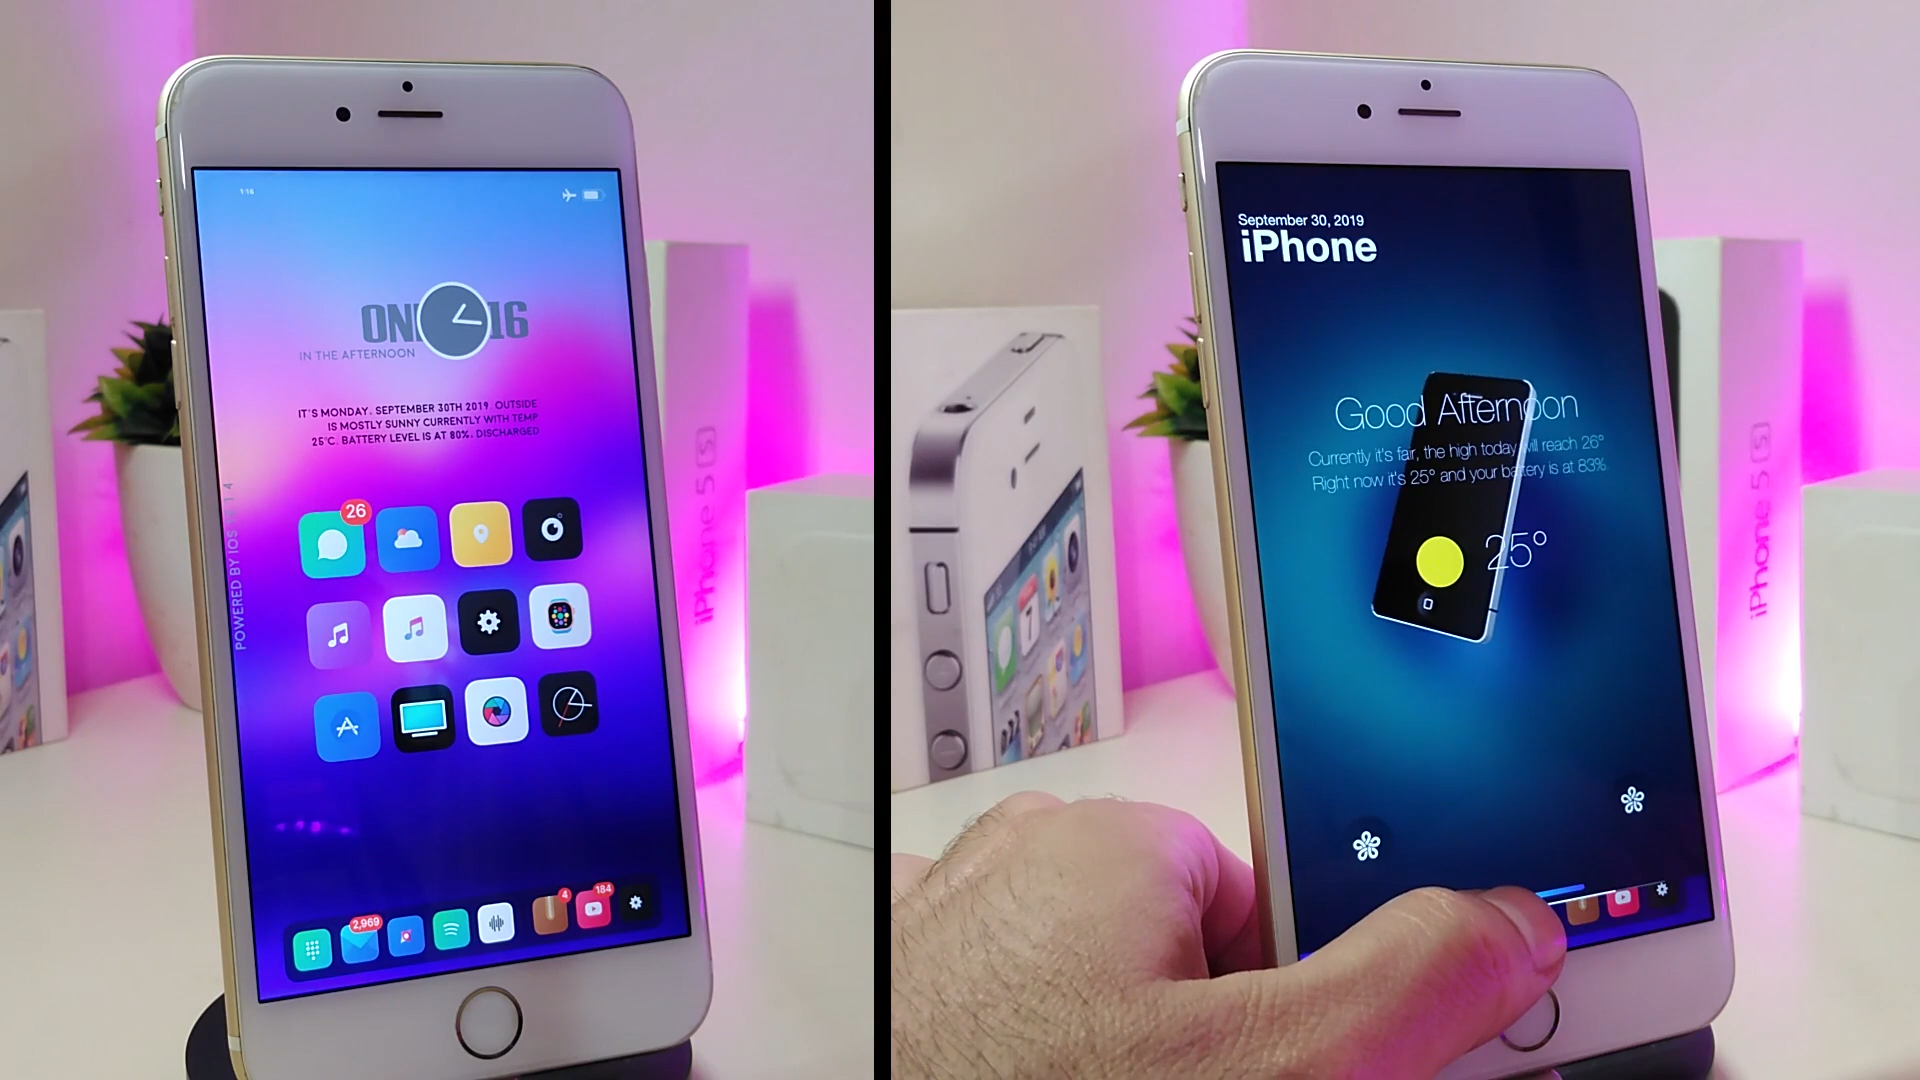 1:16
ON 16
IN THE AFTERNOON
IT'S MONDAY, SEPTEMBER 30TH 2019. OUTSIDE
IS MOSTLY SUNNY CURRENTLY WITH TEMP
25°C. BATTERY LEVEL IS AT 80%. DISCHARGED
POWERED BY IOS
26
2,969
4
184
iPhone 5 S
September 30, 2019
iPhone
Good Afternoon
Currently it's fair, the high today will reach 26°
Right now it's 25° and your battery is at 83%
25°
iPhone 5 S